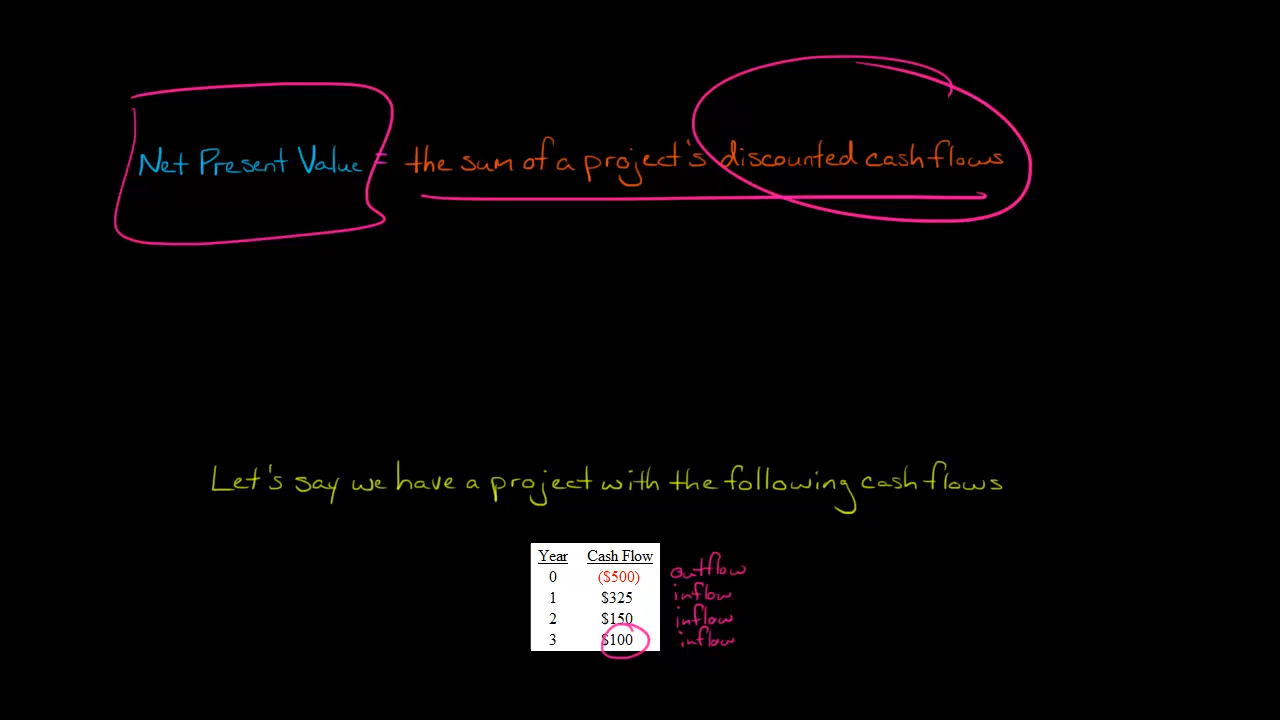 Net Present Value = the sum of a project's discounted cash flows
Let's say we have a project with the following cash flows
Year Cash Flow
0 ($500) outflow
1 $325 inflow
2 $150 inflow
3 $100 inflow